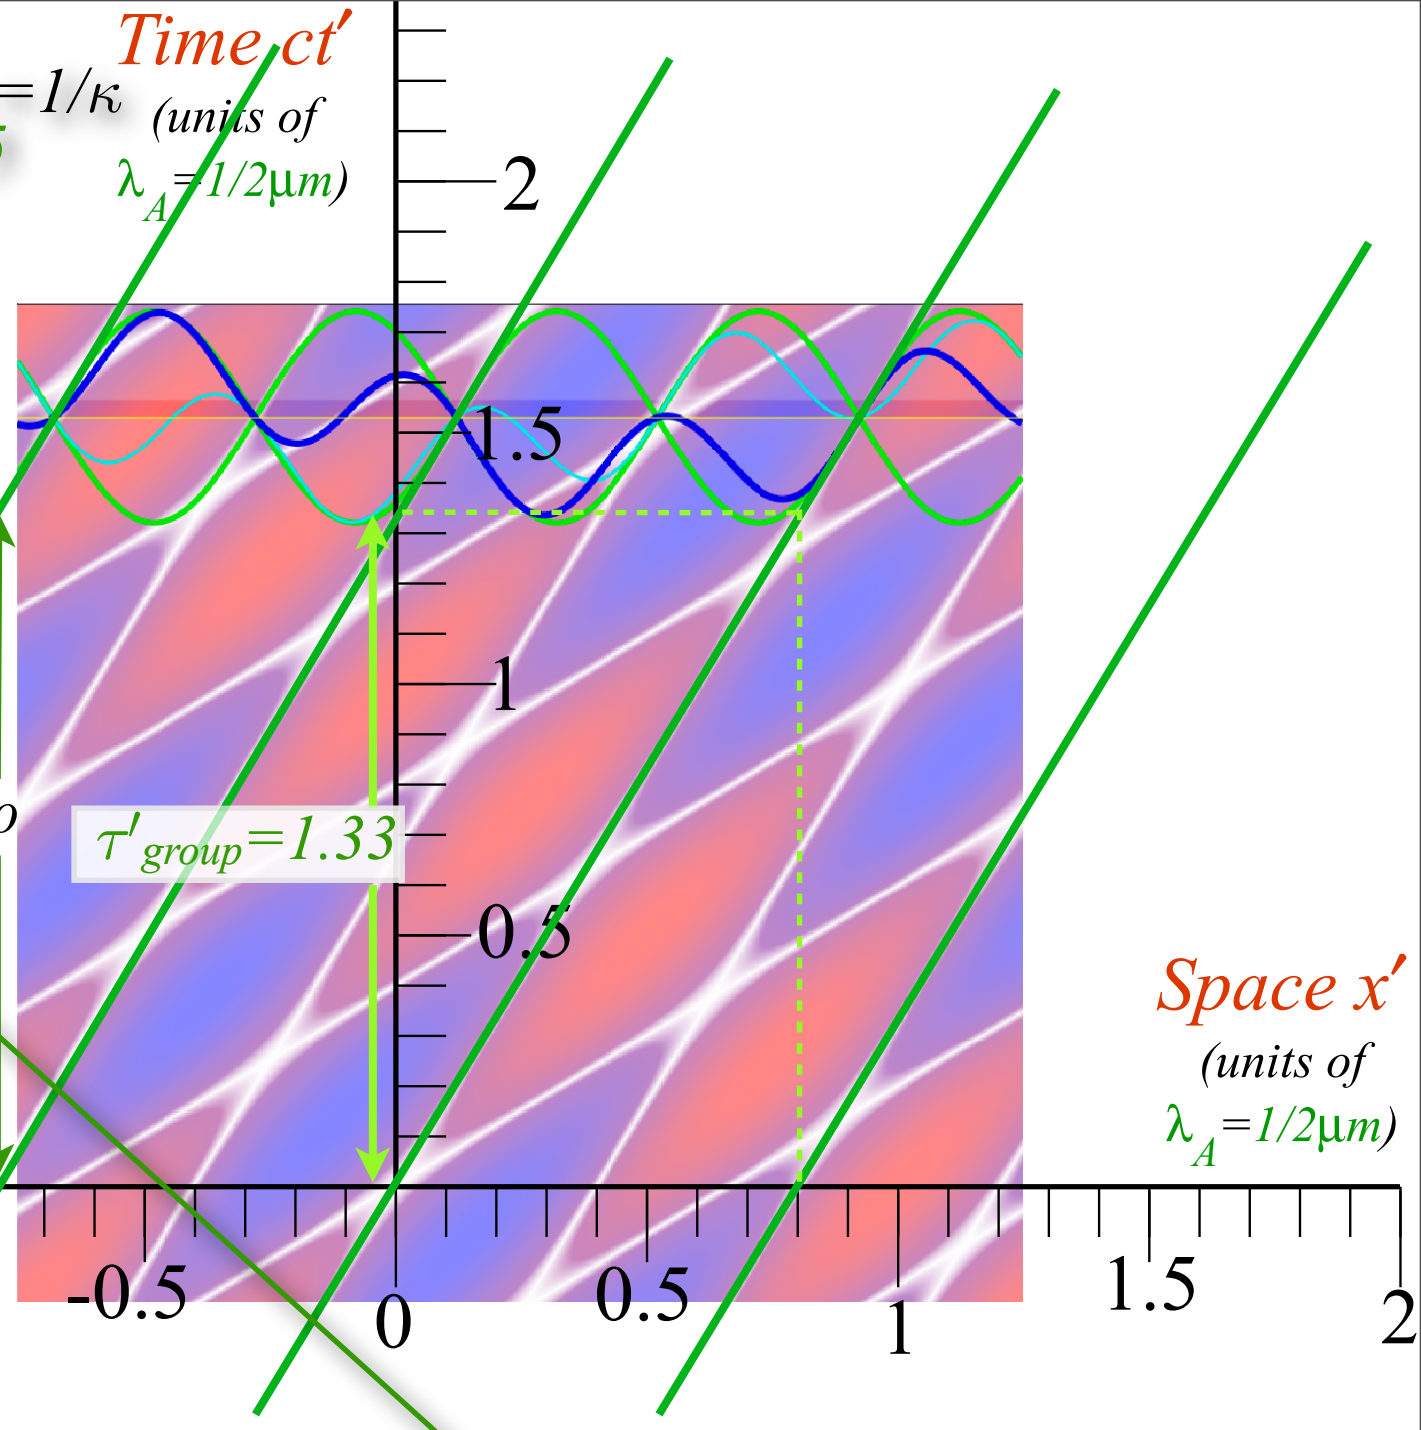 Time ct′
=1/κ
(units of
5
λA=1/2μm)
2
1.5
1
τ′group=1.33
0.5
Space x′
(units of
λA=1/2μm)
-0.5
0
0.5
1
1.5
2